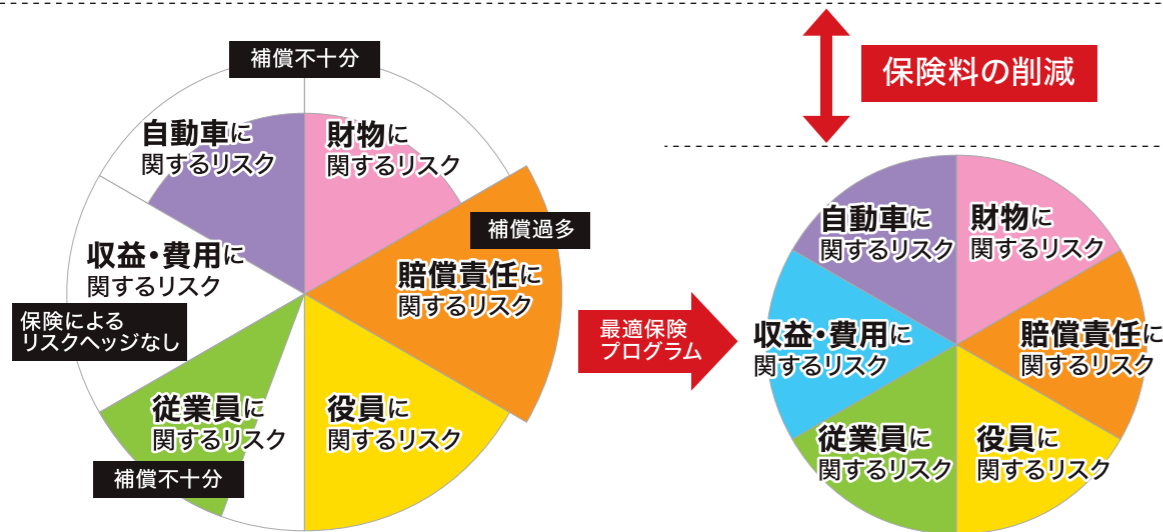 補償不十分
自動車に
関するリスク
財物に
関するリスク
補償過多
収益・費用に
関するリスク
賠償責任に
関するリスク
保険による
リスクヘッジなし
従業員に
関するリスク
役員に
関するリスク
補償不十分
最適保険
プログラム
保険料の削減
自動車に
関するリスク
財物に
関するリスク
収益・費用に
関するリスク
賠償責任に
関するリスク
従業員に
関するリスク
役員に
関するリスク